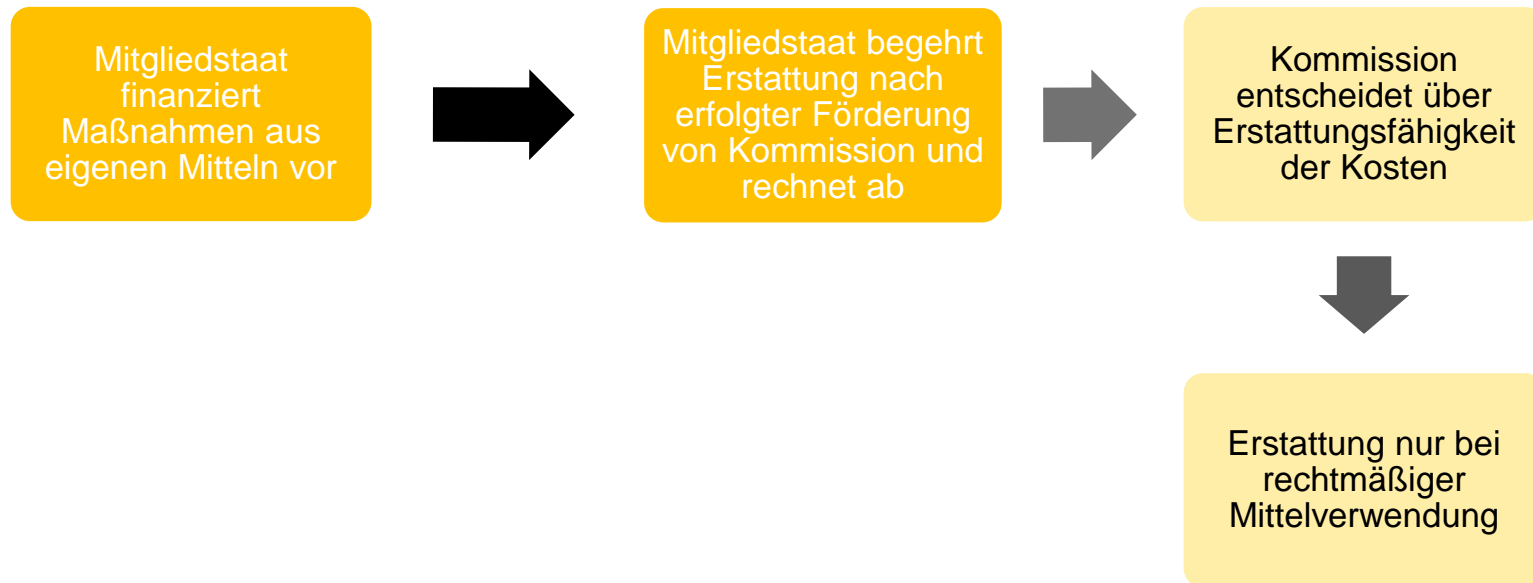 Mitgliedstaat
finanziert
Maßnahmen aus
eigenen Mitteln vor
Mitgliedstaat begehrt
Erstattung nach
erfolgter Förderung
von Kommission und
rechnet ab
Kommission
entscheidet über
Erstattungsfähigkeit
der Kosten
Erstattung nur bei
rechtmäßiger
Mittelverwendung